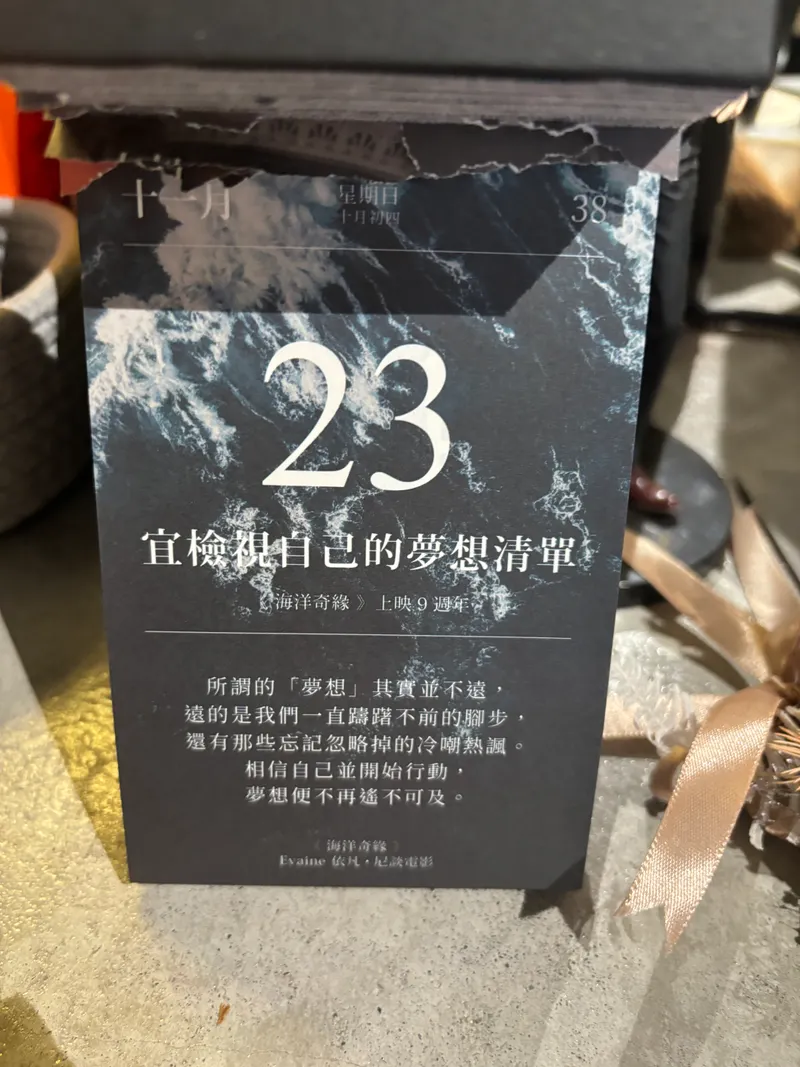 十一月
星期日
十月初四
38
23
宜檢視自己的夢想清單
《海洋奇緣》上映 9 週年
所謂的「夢想」其實並不遠，
遠的是我們一直躊躇不前的腳步，
還有那些忘記忽略掉的冷嘲熱諷。
相信自己並開始行動，
夢想便不再遙不可及。
《海洋奇緣》
Evaine 依凡・尼談電影